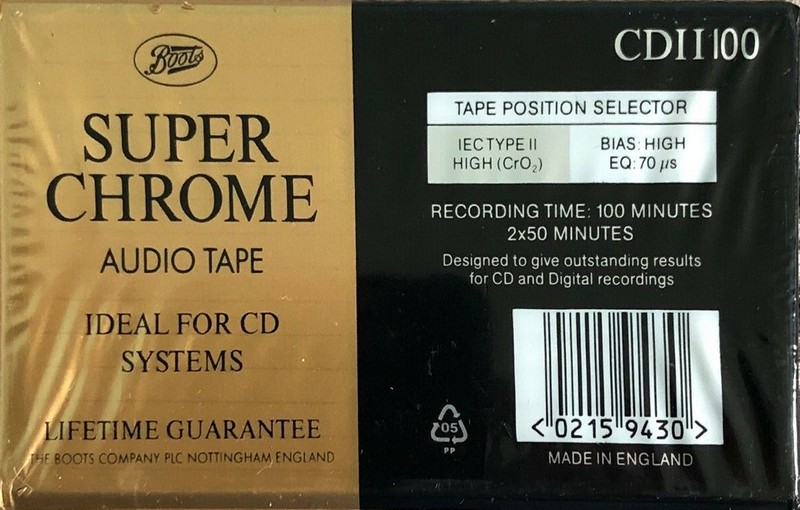 Boots
SUPER
CHROME
AUDIO TAPE
IDEAL FOR CD
SYSTEMS
LIFETIME GUARANTEE
THE BOOTS COMPANY PLC NOTTINGHAM ENGLAND
CDII100
TAPE POSITION SELECTOR
IEC TYPE II
HIGH (CrO₂)
BIAS: HIGH
EQ: 70 µs
RECORDING TIME: 100 MINUTES
2x50 MINUTES
Designed to give outstanding results
for CD and Digital recordings
<0215 9430>
05
PP
MADE IN ENGLAND